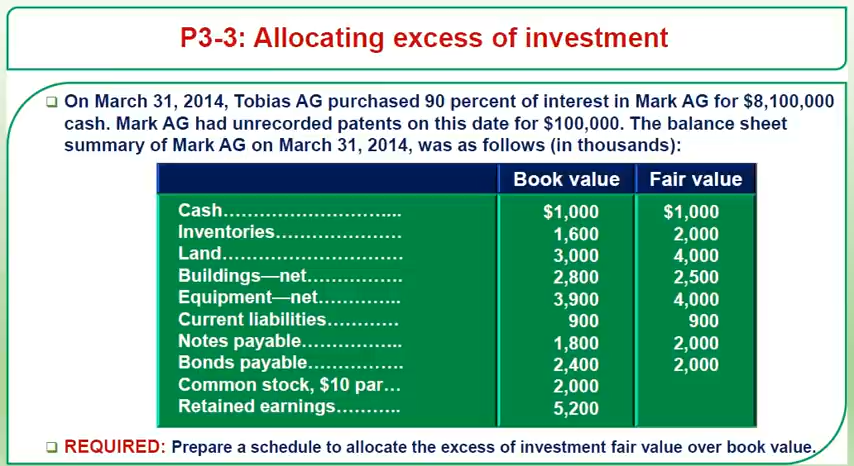 P3-3: Allocating excess of investment
❑ On March 31, 2014, Tobias AG purchased 90 percent of interest in Mark AG for $8,100,000
cash. Mark AG had unrecorded patents on this date for $100,000. The balance sheet
summary of Mark AG on March 31, 2014, was as follows (in thousands):
Book value Fair value
Cash………………………... $1,000 $1,000
Inventories………………… 1,600 2,000
Land………………………… 3,000 4,000
Buildings—net……………. 2,800 2,500
Equipment—net………….. 3,900 4,000
Current liabilities………… 900 900
Notes payable…………….. 1,800 2,000
Bonds payable……………. 2,400 2,000
Common stock, $10 par… 2,000
Retained earnings……….. 5,200
❑ REQUIRED: Prepare a schedule to allocate the excess of investment fair value over book value.